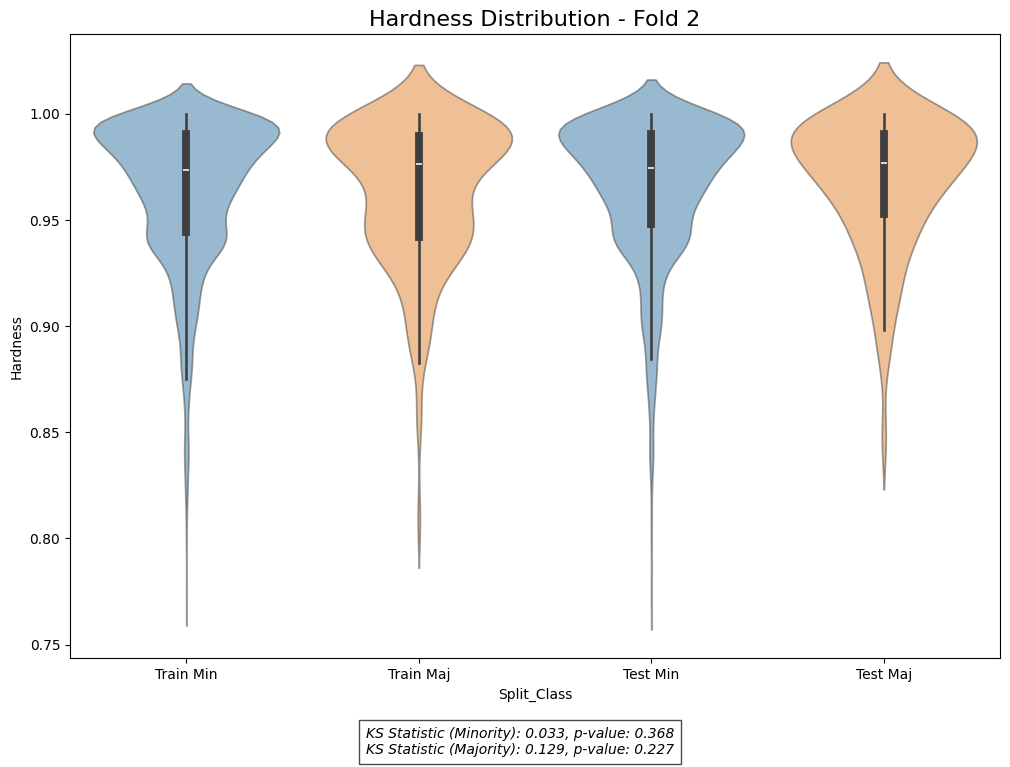 Hardness Distribution - Fold 2
Hardness
1.00
0.95
0.90
0.85
0.80
0.75
Train Min
Train Maj
Test Min
Test Maj
Split_Class
KS Statistic (Minority): 0.033, p-value: 0.368
KS Statistic (Majority): 0.129, p-value: 0.227